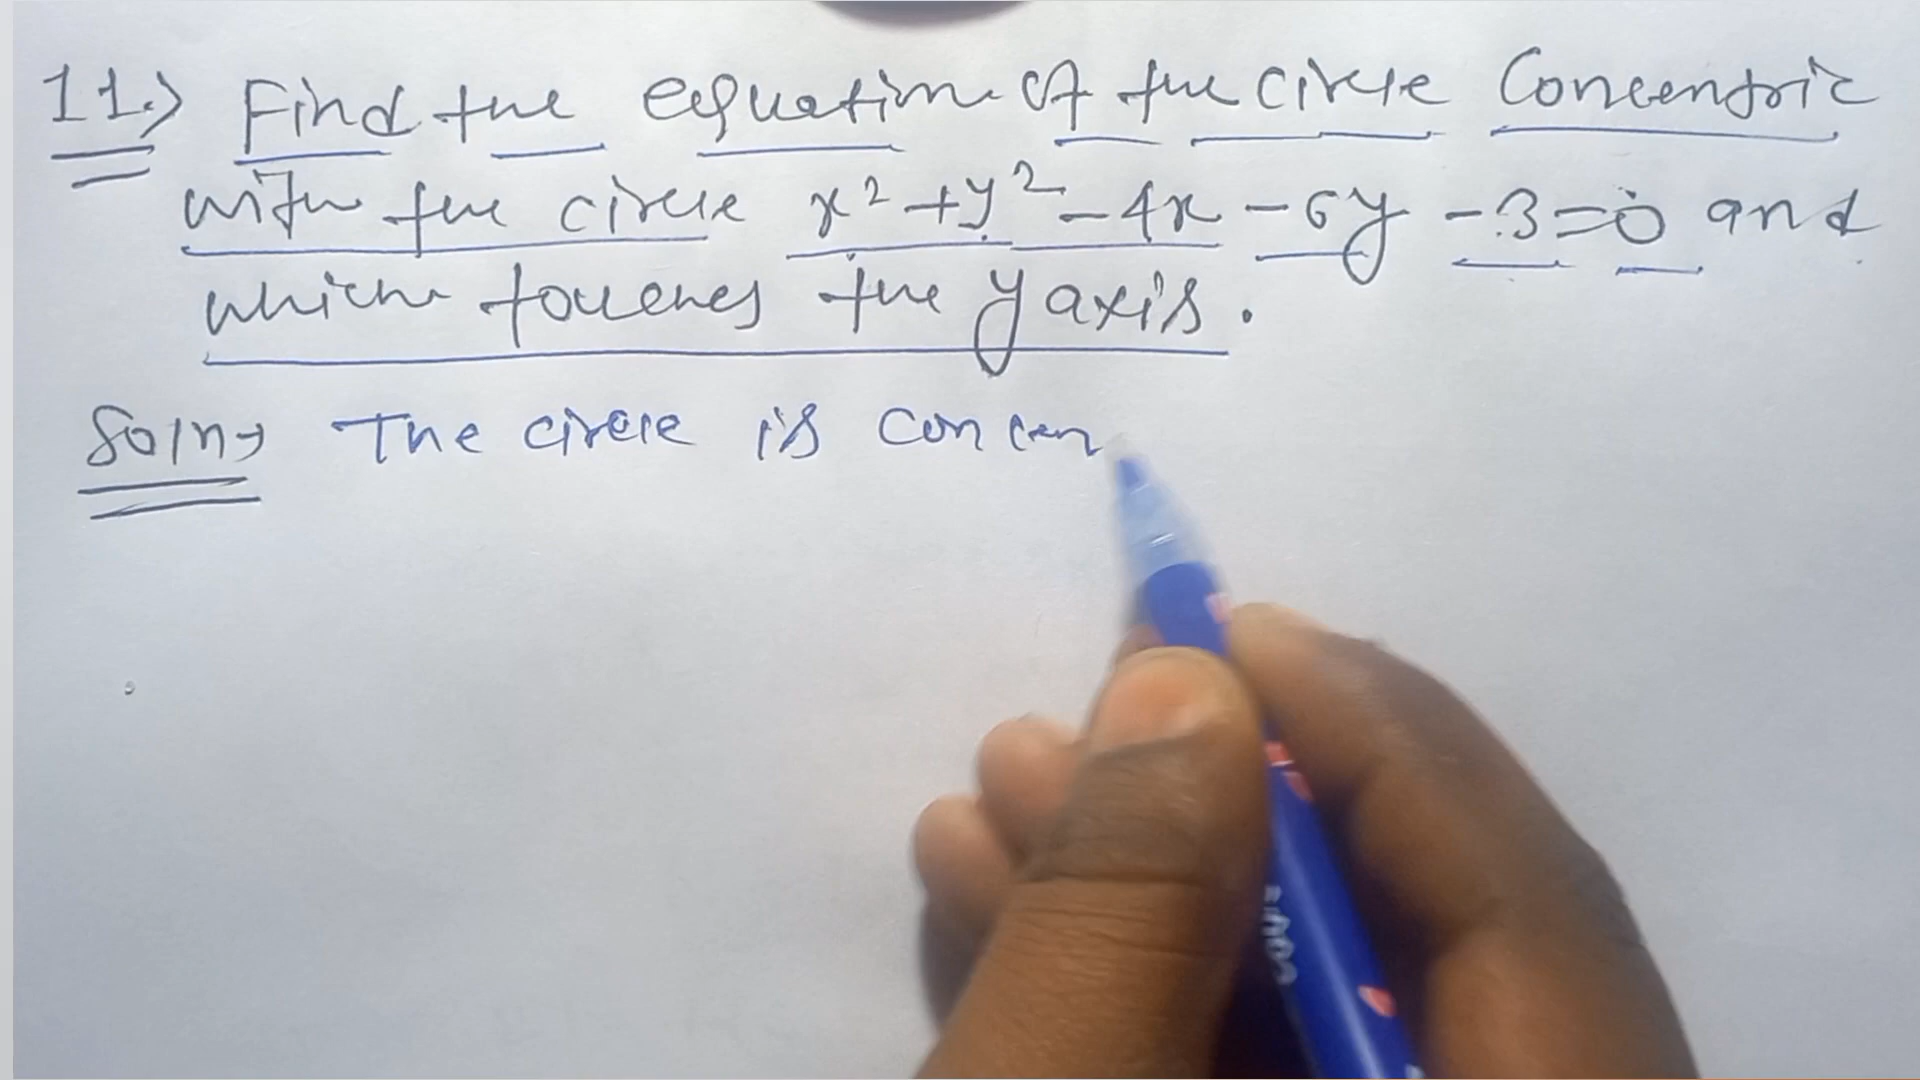 11.) Find the equation of the circle Concentric
with the circle x²+y²-4x-6y-3=0 and
which touches the y axis.
Soln→ The circle is concen